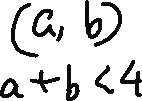 (a, b)
a + b < 4